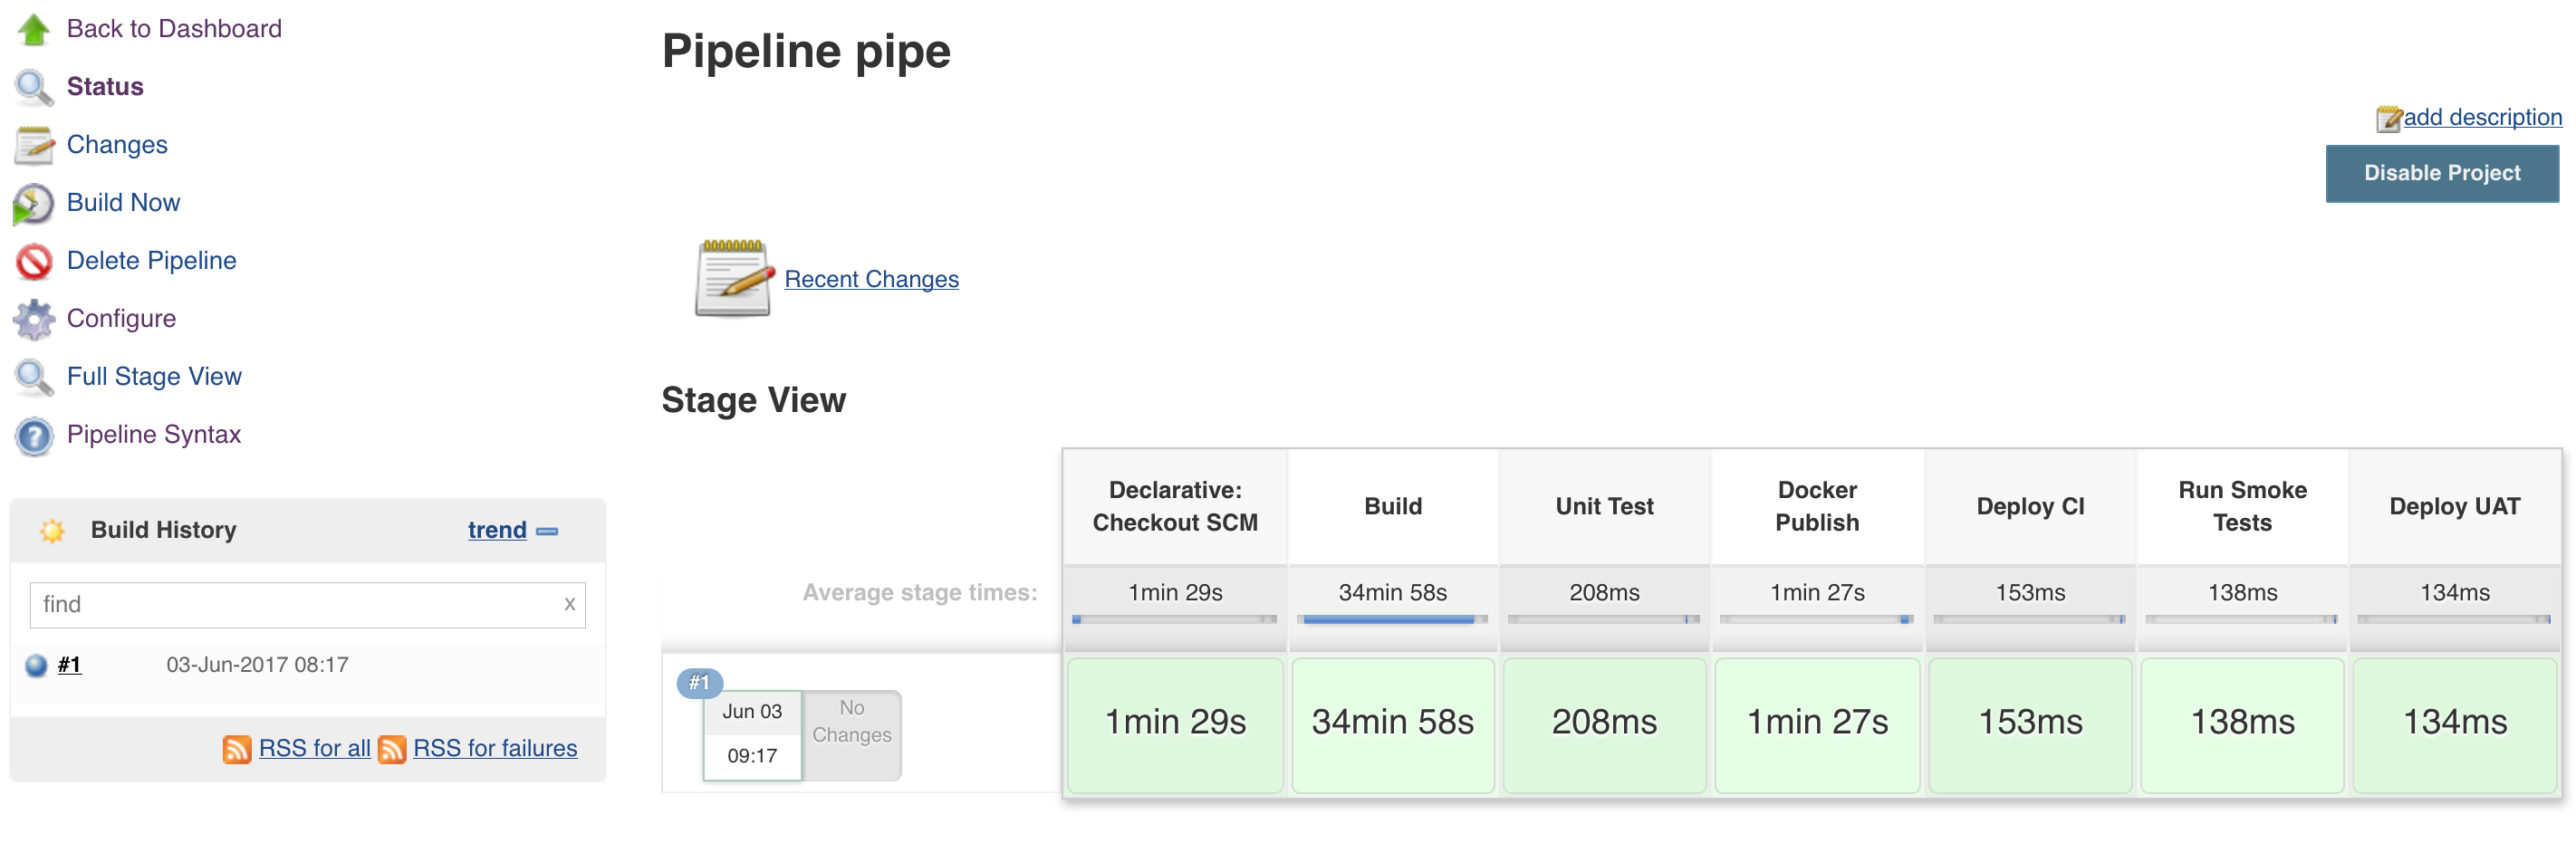 Back to Dashboard
Status
Changes
Build Now
Delete Pipeline
Configure
Full Stage View
Pipeline Syntax
Build History
trend
find
x
#1
03-Jun-2017 08:17
RSS for all
RSS for failures
Pipeline pipe
add description
Disable Project
Recent Changes
Stage View
Declarative:
Checkout SCM
Build
Unit Test
Docker
Publish
Deploy CI
Run Smoke
Tests
Deploy UAT
Average stage times:
1min 29s
34min 58s
208ms
1min 27s
153ms
138ms
134ms
#1
Jun 03
09:17
No
Changes
1min 29s
34min 58s
208ms
1min 27s
153ms
138ms
134ms